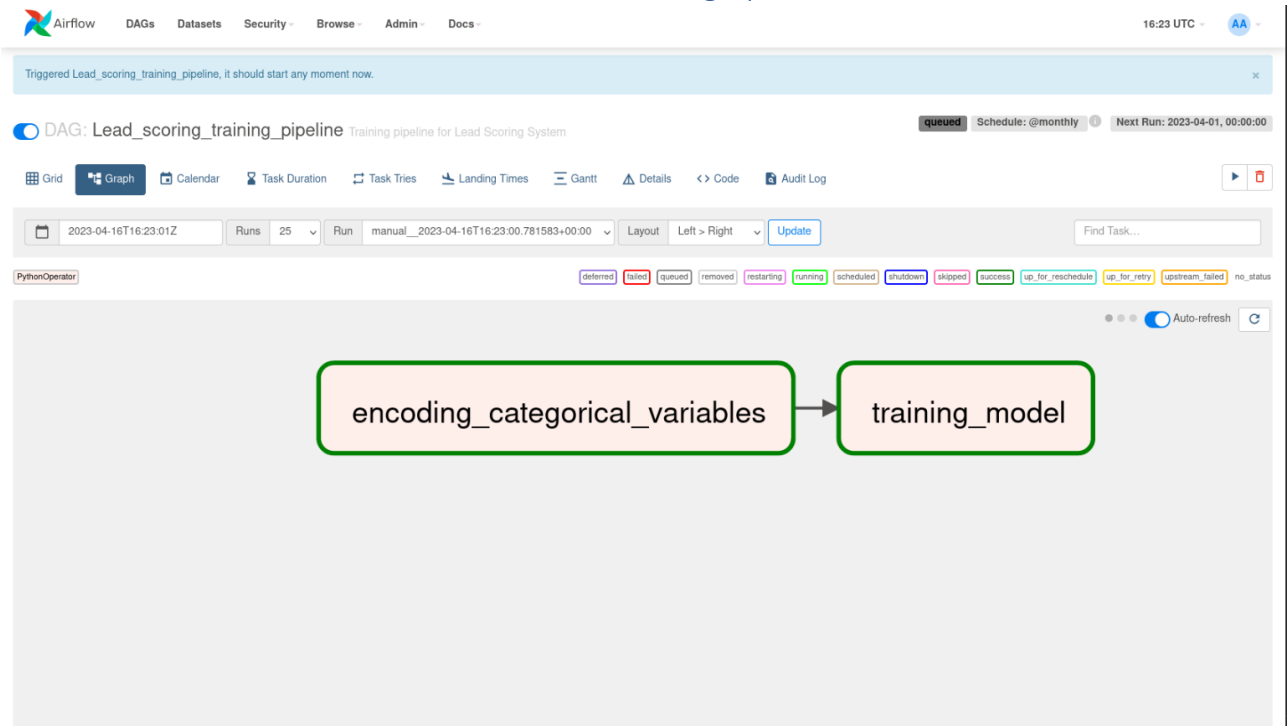 Airflow DAGs Datasets Security Browse Admin Docs 16:23 UTC AA
Triggered Lead_scoring_training_pipeline, it should start any moment now. ×
DAG: Lead_scoring_training_pipeline Training pipeline for Lead Scoring System queued Schedule: @monthly i Next Run: 2023-04-01, 00:00:00
Grid Graph Calendar Task Duration Task Tries Landing Times Gantt Details <> Code Audit Log
2023-04-16T16:23:01Z Runs 25 Run manual__2023-04-16T16:23:00.781583+00:00 Layout Left > Right Update Find Task...
PythonOperator deferred failed queued removed restarting running scheduled shutdown skipped success up_for_reschedule up_for_retry upstream_failed no_status
Auto-refresh
encoding_categorical_variables training_model